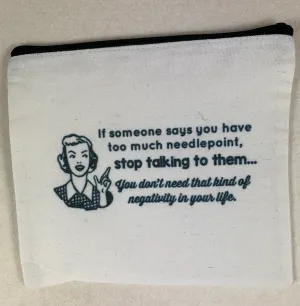 If someone says you have
too much needlepoint,
stop talking to them...
You don't need that kind of
negativity in your life.